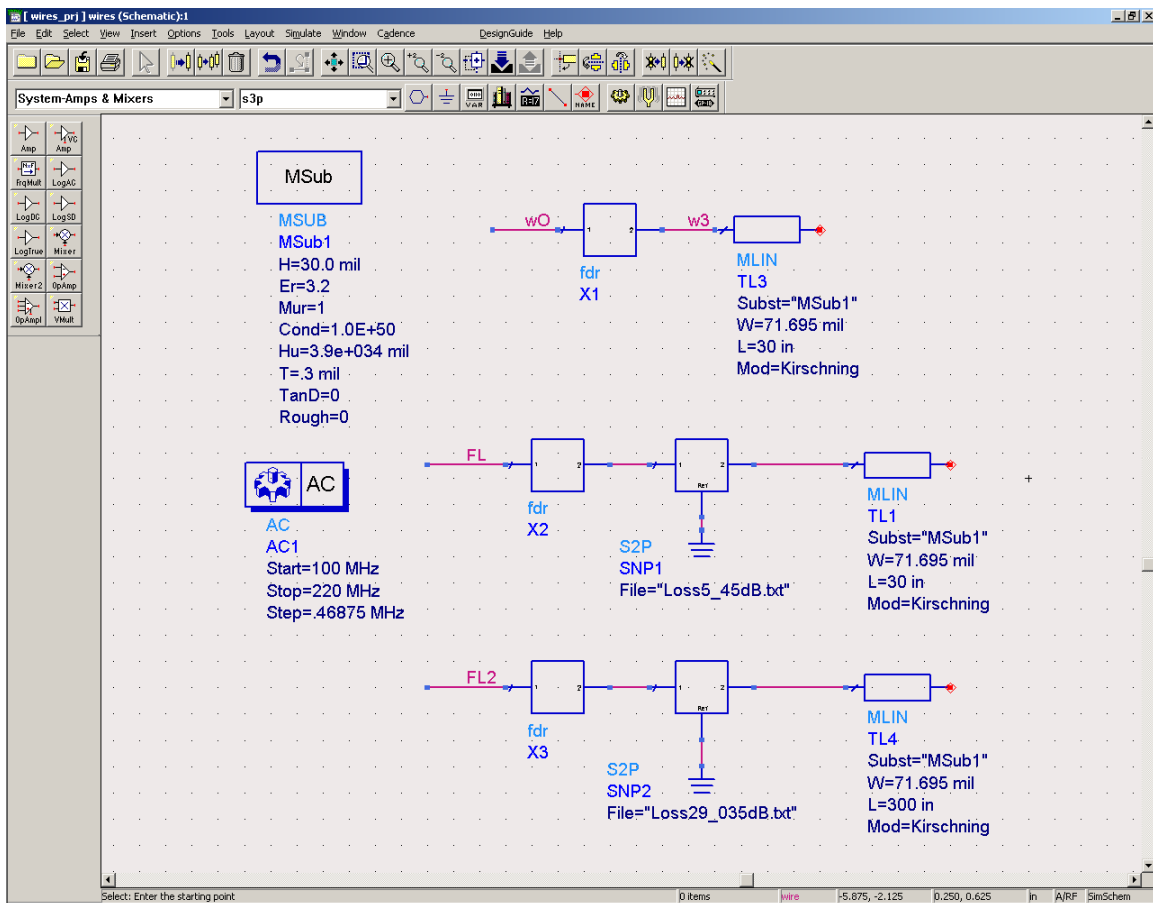 [ wires_prj ] wires (Schematic):1
File Edit Select View Insert Options Tools Layout Simulate Window Cadence DesignGuide Help
System-Amps & Mixers s3p
VAR
NAME
Amp Amp
FrqMult LogAC
LogDC LogSD
LogTrue Mixer
Mixer2 OpAmp
OpAmpI VMult
MSub
MSUB
MSub1
H=30.0 mil
Er=3.2
Mur=1
Cond=1.0E+50
Hu=3.9e+034 mil
T=.3 mil
TanD=0
Rough=0
wO 1 2 w3
fdr
X1
MLIN
TL3
Subst="MSub1"
W=71.695 mil
L=30 in
Mod=Kirschning
AC
AC
AC1
Start=100 MHz
Stop=220 MHz
Step=.46875 MHz
FL 1 2 1 2
Ref
fdr
X2
S2P
SNP1
File="Loss5_45dB.txt"
MLIN
TL1
Subst="MSub1"
W=71.695 mil
L=30 in
Mod=Kirschning
FL2 1 2 1 2
Ref
fdr
X3
S2P
SNP2
File="Loss29_035dB.txt"
MLIN
TL4
Subst="MSub1"
W=71.695 mil
L=300 in
Mod=Kirschning
Select: Enter the starting point 0 items wire -5.875, -2.125 0.250, 0.625 in A/RF SimSchem